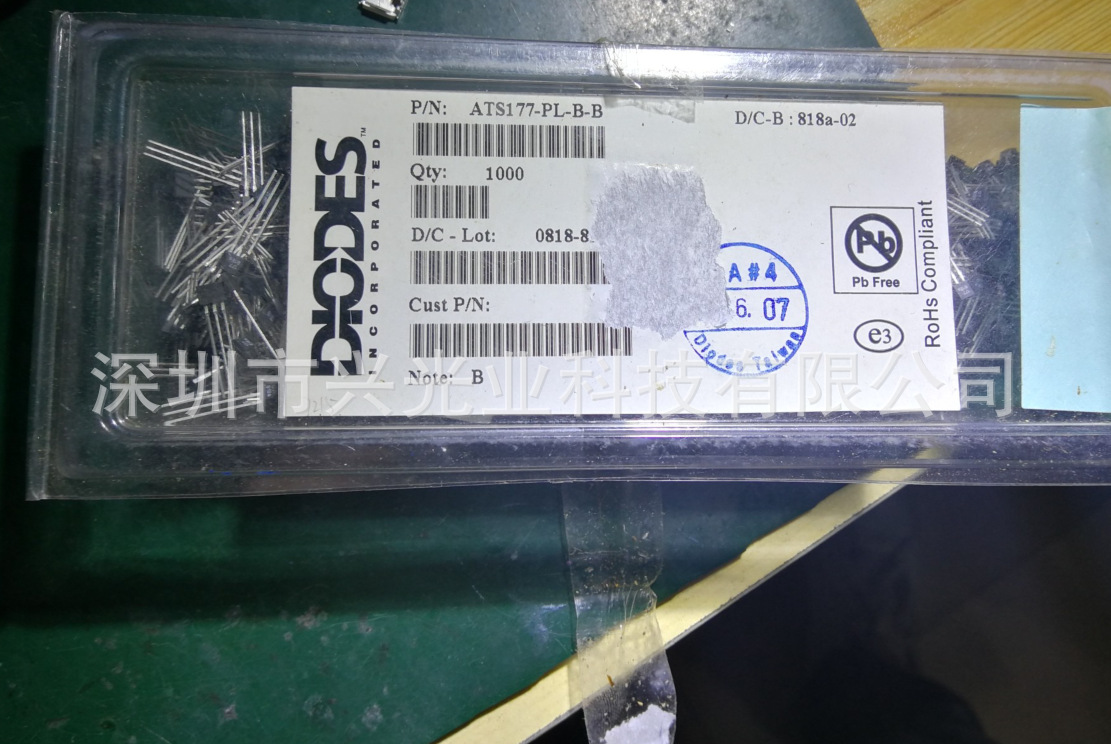 P/N: ATS177-PL-B-B
D/C-B : 818a-02
Qty: 1000
D/C - Lot: 0818-8
Cust P/N:
Note: B
DIODES™
INCORPORATED
A #4
6. 07
Diodes Taiwan
Pb
Pb Free
e3
RoHs Compliant
深圳市兴光业科技有限公司